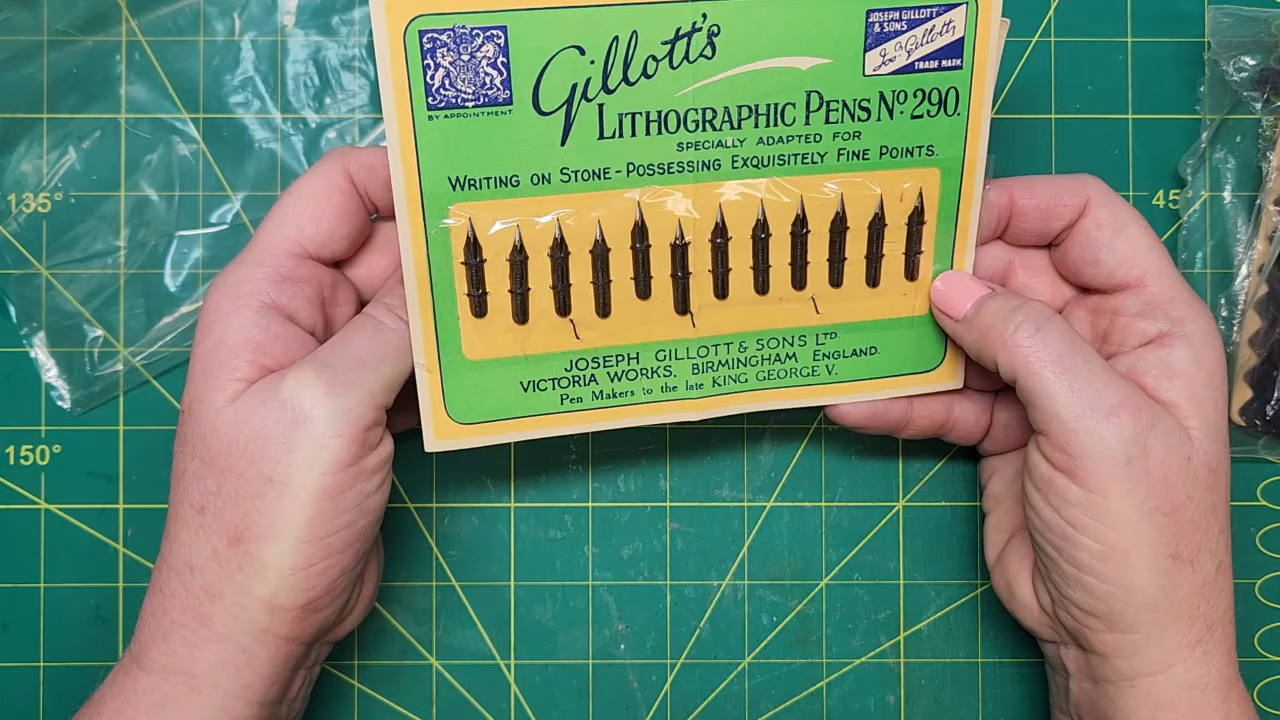 Gillott's
LITHOGRAPHIC PENS Nº 290.
SPECIALLY ADAPTED FOR
WRITING ON STONE - POSSESSING EXQUISITELY FINE POINTS.
BY APPOINTMENT.
JOSEPH GILLOTT
& SONS
Jos. Gillott's
TRADE MARK
JOSEPH GILLOTT & SONS LTD.
VICTORIA WORKS, BIRMINGHAM ENGLAND.
Pen Makers to the late KING GEORGE V.
135°
45°
150°